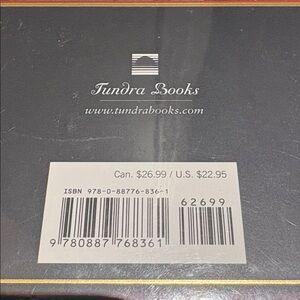 Tundra Books
www.tundrabooks.com
Can. $26.99 / U.S. $22.95
ISBN 978-0-88776-836-1
62699
9 780887 768361